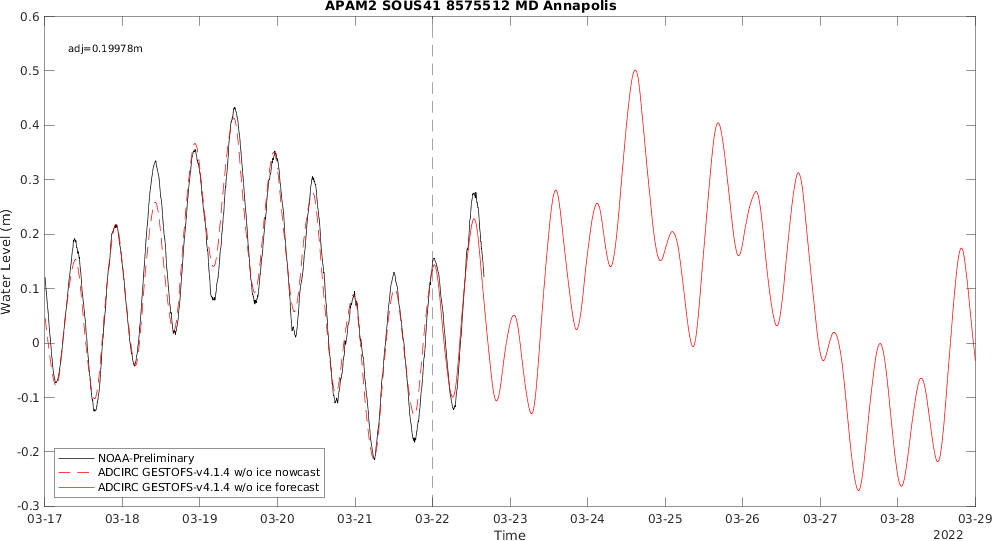 APAM2 SOUS41 8575512 MD Annapolis
adj=0.19978m
0.6
0.5
0.4
0.3
0.2
0.1
0
-0.1
-0.2
-0.3
Water Level (m)
NOAA-Preliminary
ADCIRC GESTOFS-v4.1.4 w/o ice nowcast
ADCIRC GESTOFS-v4.1.4 w/o ice forecast
03-17 03-18 03-19 03-20 03-21 03-22 03-23 03-24 03-25 03-26 03-27 03-28 03-29
Time
2022